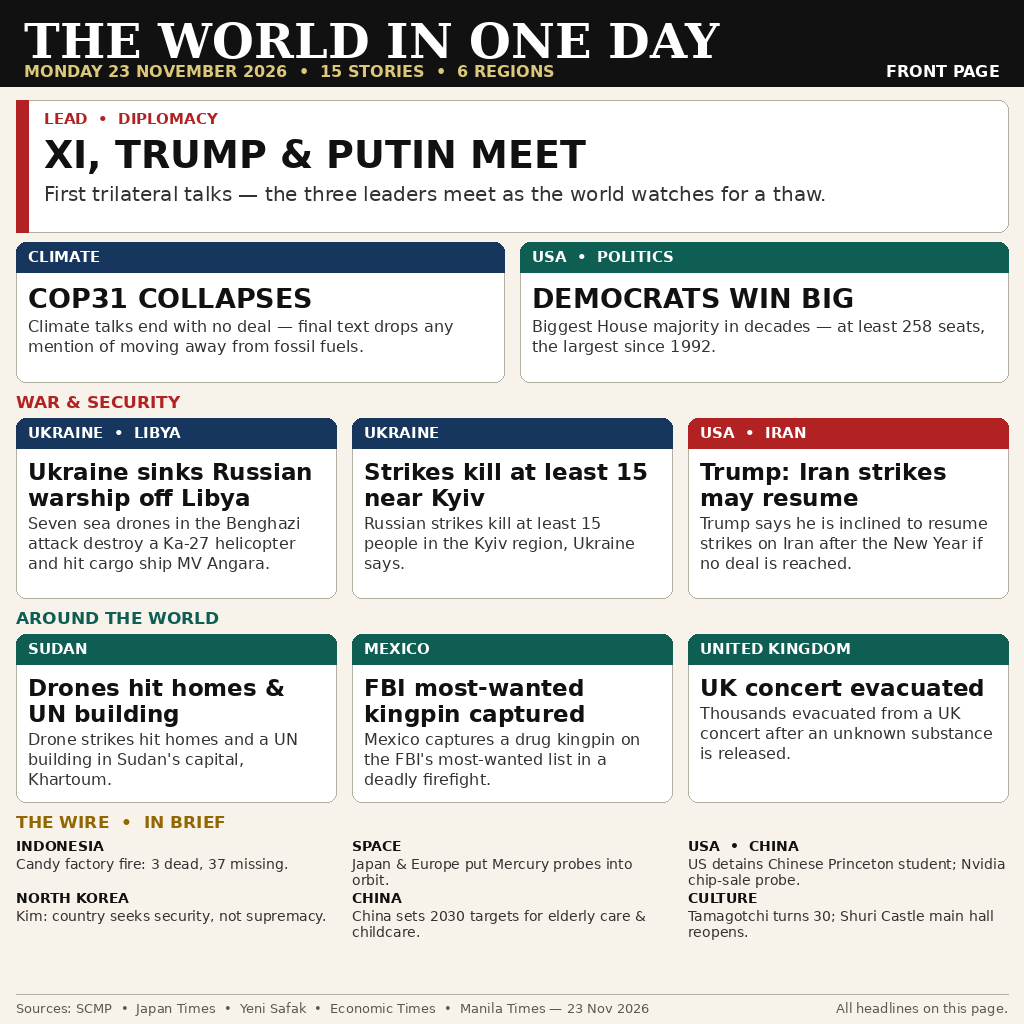 THE WORLD IN ONE DAY
MONDAY 23 NOVEMBER 2026 • 15 STORIES • 6 REGIONS
FRONT PAGE
LEAD • DIPLOMACY
XI, TRUMP & PUTIN MEET
First trilateral talks — the three leaders meet as the world watches for a thaw.
CLIMATE
COP31 COLLAPSES
Climate talks end with no deal — final text drops any
mention of moving away from fossil fuels.
USA • POLITICS
DEMOCRATS WIN BIG
Biggest House majority in decades — at least 258 seats,
the largest since 1992.
WAR & SECURITY
UKRAINE • LIBYA
Ukraine sinks Russian
warship off Libya
Seven sea drones in the Benghazi
attack destroy a Ka-27 helicopter
and hit cargo ship MV Angara.
UKRAINE
Strikes kill at least 15
near Kyiv
Russian strikes kill at least 15
people in the Kyiv region, Ukraine
says.
USA • IRAN
Trump: Iran strikes
may resume
Trump says he is inclined to resume
strikes on Iran after the New Year if
no deal is reached.
AROUND THE WORLD
SUDAN
Drones hit homes &
UN building
Drone strikes hit homes and a UN
building in Sudan's capital,
Khartoum.
MEXICO
FBI most-wanted
kingpin captured
Mexico captures a drug kingpin on
the FBI's most-wanted list in a
deadly firefight.
UNITED KINGDOM
UK concert evacuated
Thousands evacuated from a UK
concert after an unknown substance
is released.
THE WIRE • IN BRIEF
INDONESIA
Candy factory fire: 3 dead, 37 missing.
SPACE
Japan & Europe put Mercury probes into
orbit.
USA • CHINA
US detains Chinese Princeton student; Nvidia
chip-sale probe.
NORTH KOREA
Kim: country seeks security, not supremacy.
CHINA
China sets 2030 targets for elderly care &
childcare.
CULTURE
Tamagotchi turns 30; Shuri Castle main hall
reopens.
Sources: SCMP • Japan Times • Yeni Safak • Economic Times • Manila Times — 23 Nov 2026
All headlines on this page.